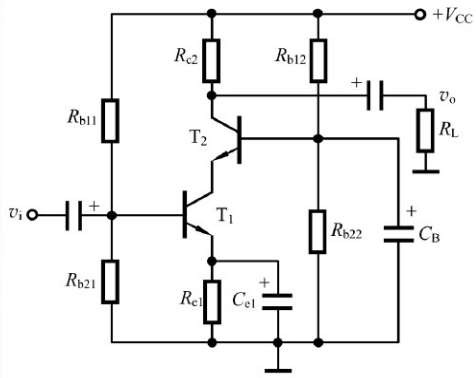 +VCC
Rc2
Rb12
+
vo
Rb11
RL
T2
vi
+
T1
+
Rb22
CB
Rb21
Re1
+
Ce1